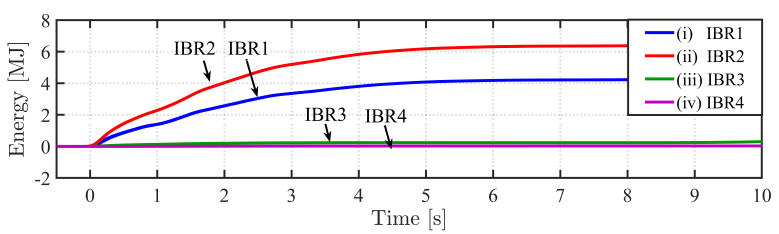 8
6
4
2
0
-2
Energy [MJ]
IBR2
IBR1
IBR3
IBR4
(i) IBR1
(ii) IBR2
(iii) IBR3
(iv) IBR4
0 1 2 3 4 5 6 7 8 9 10
Time [s]